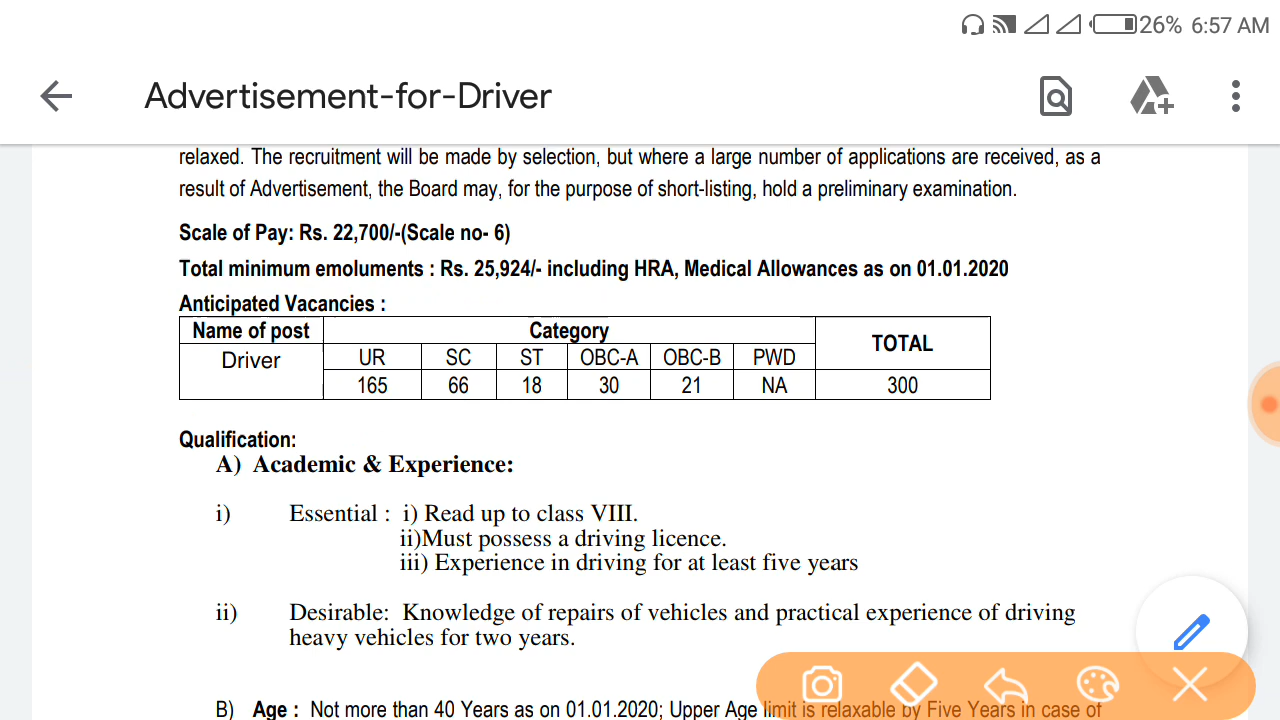 26% 6:57 AM
Advertisement-for-Driver
relaxed. The recruitment will be made by selection, but where a large number of applications are received, as a
result of Advertisement, the Board may, for the purpose of short-listing, hold a preliminary examination.
Scale of Pay: Rs. 22,700/-(Scale no- 6)
Total minimum emoluments : Rs. 25,924/- including HRA, Medical Allowances as on 01.01.2020
Anticipated Vacancies :
Name of post Category TOTAL
Driver UR SC ST OBC-A OBC-B PWD
165 66 18 30 21 NA 300
Qualification:
A) Academic & Experience:
i) Essential : i) Read up to class VIII.
ii)Must possess a driving licence.
iii) Experience in driving for at least five years
ii) Desirable: Knowledge of repairs of vehicles and practical experience of driving
heavy vehicles for two years.
B) Age : Not more than 40 Years as on 01.01.2020; Upper Age limit is relaxable by Five Years in case of